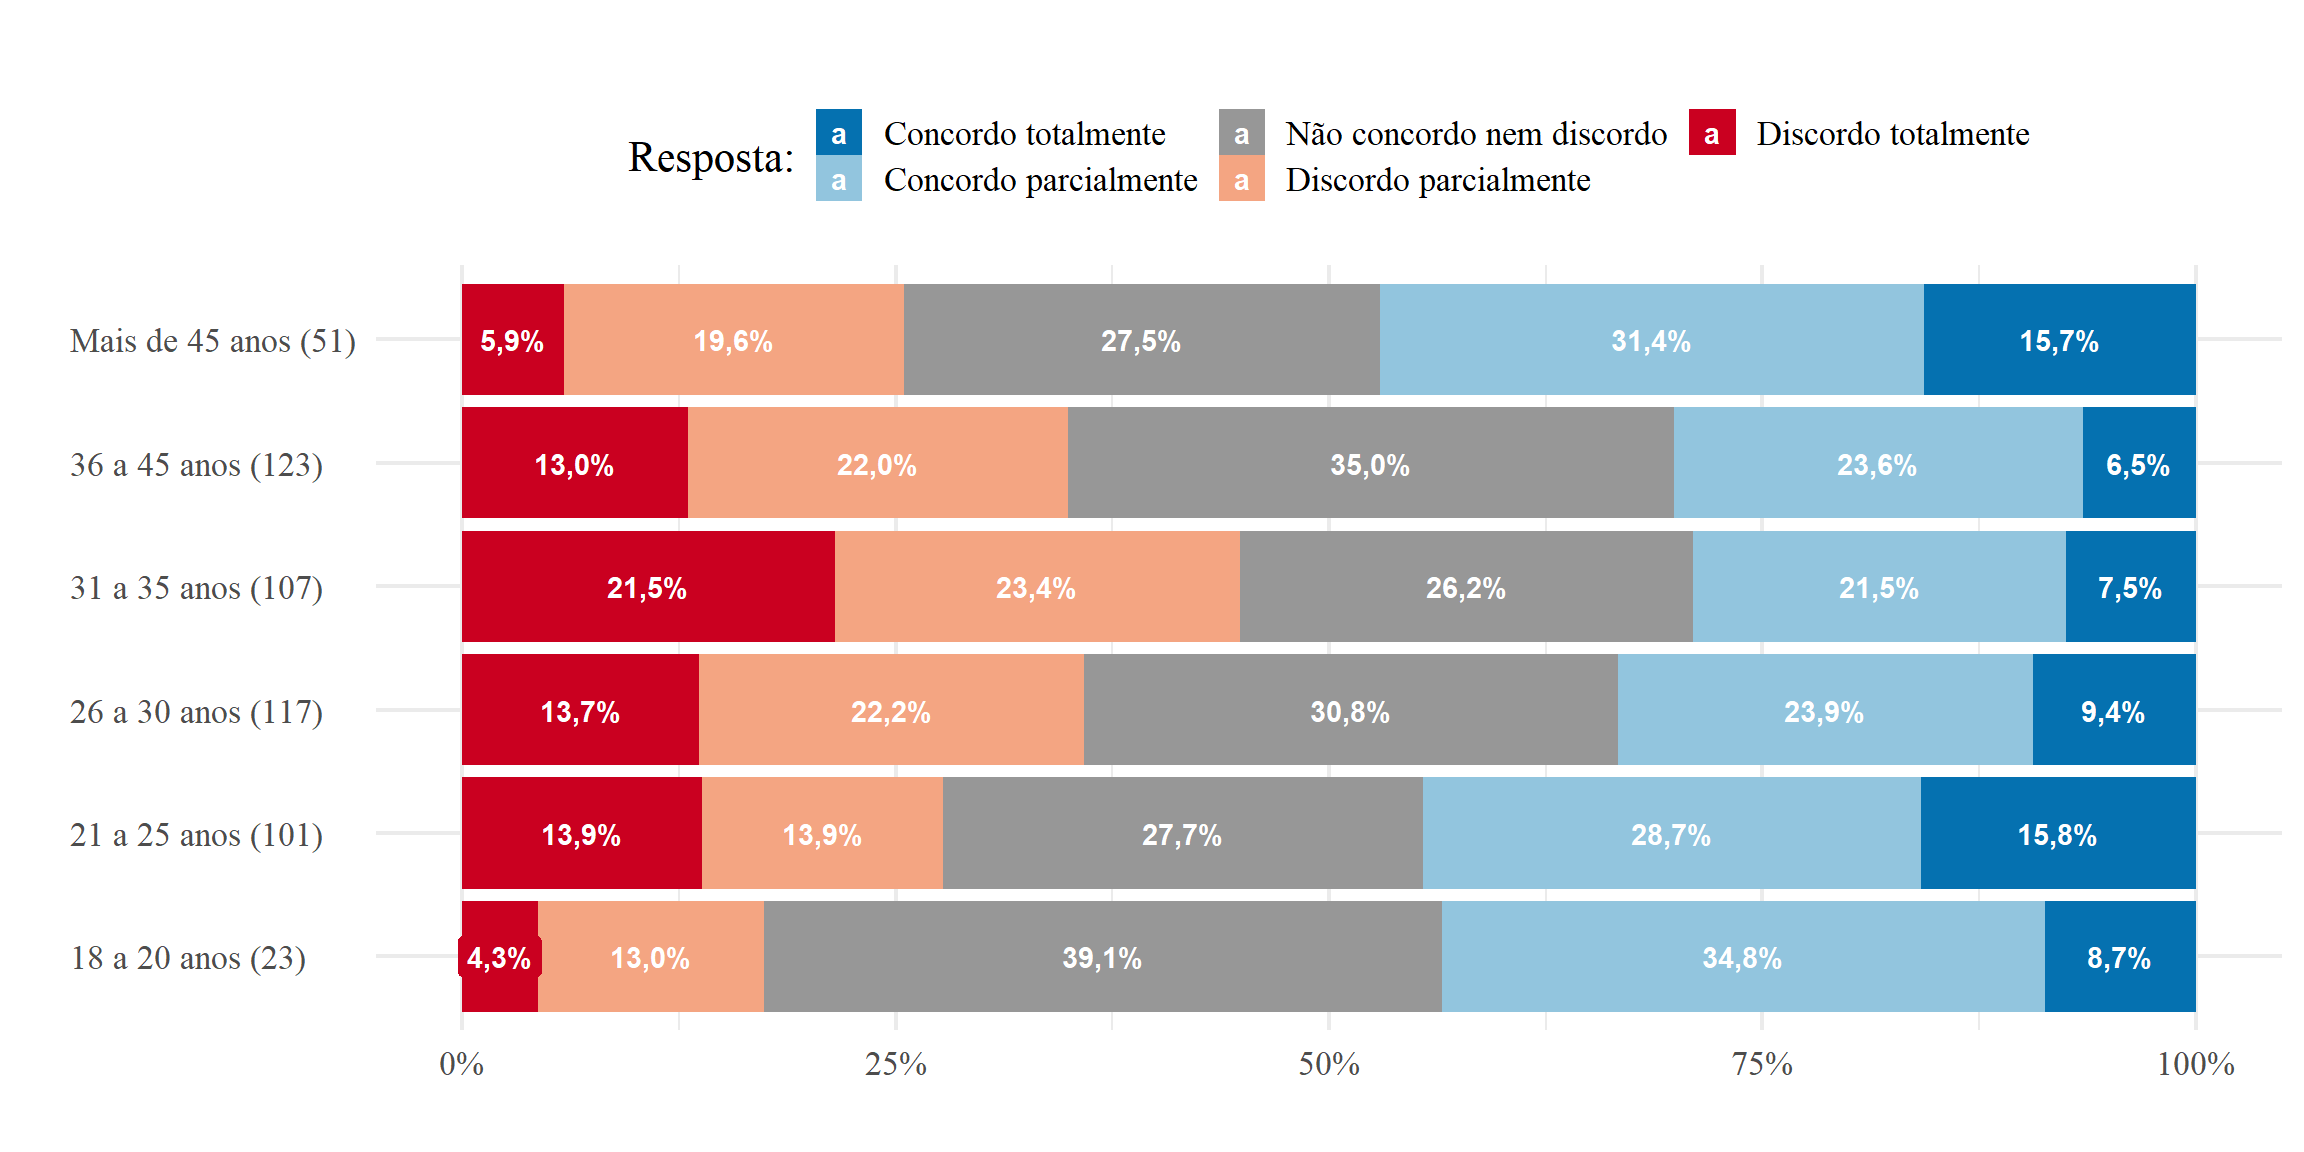 Resposta:
a Concordo totalmente
a Concordo parcialmente
a Não concordo nem discordo
a Discordo parcialmente
a Discordo totalmente
Mais de 45 anos (51) 5,9% 19,6% 27,5% 31,4% 15,7%
36 a 45 anos (123) 13,0% 22,0% 35,0% 23,6% 6,5%
31 a 35 anos (107) 21,5% 23,4% 26,2% 21,5% 7,5%
26 a 30 anos (117) 13,7% 22,2% 30,8% 23,9% 9,4%
21 a 25 anos (101) 13,9% 13,9% 27,7% 28,7% 15,8%
18 a 20 anos (23) 4,3% 13,0% 39,1% 34,8% 8,7%
0% 25% 50% 75% 100%